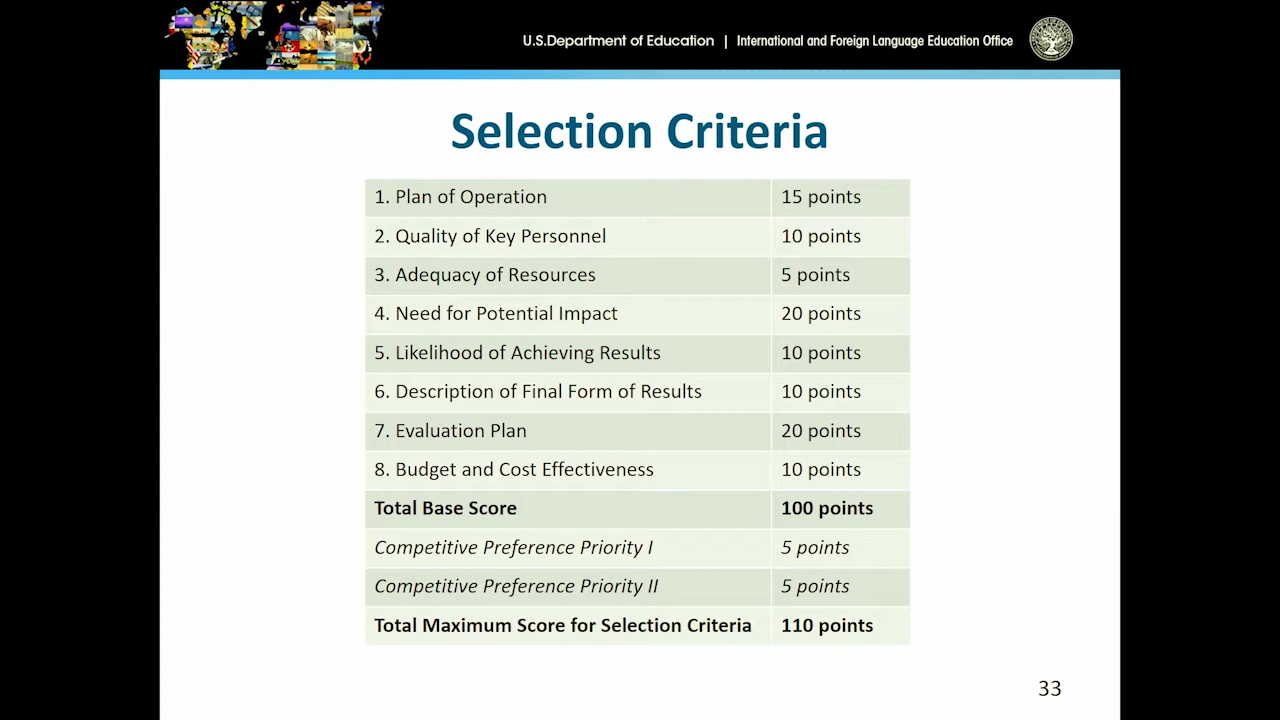 U.S.Department of Education | International and Foreign Language Education Office
Selection Criteria
1. Plan of Operation 15 points
2. Quality of Key Personnel 10 points
3. Adequacy of Resources 5 points
4. Need for Potential Impact 20 points
5. Likelihood of Achieving Results 10 points
6. Description of Final Form of Results 10 points
7. Evaluation Plan 20 points
8. Budget and Cost Effectiveness 10 points
Total Base Score 100 points
Competitive Preference Priority I 5 points
Competitive Preference Priority II 5 points
Total Maximum Score for Selection Criteria 110 points
33